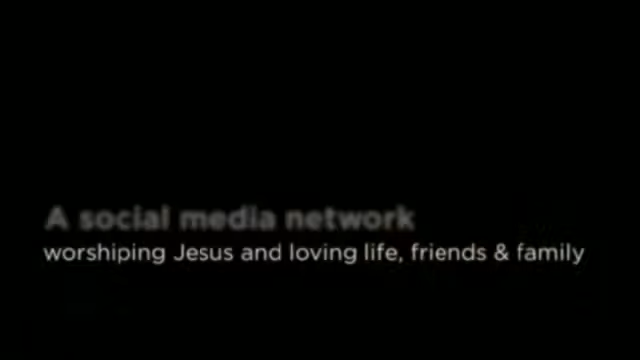 A social media network
worshiping Jesus and loving life, friends & family